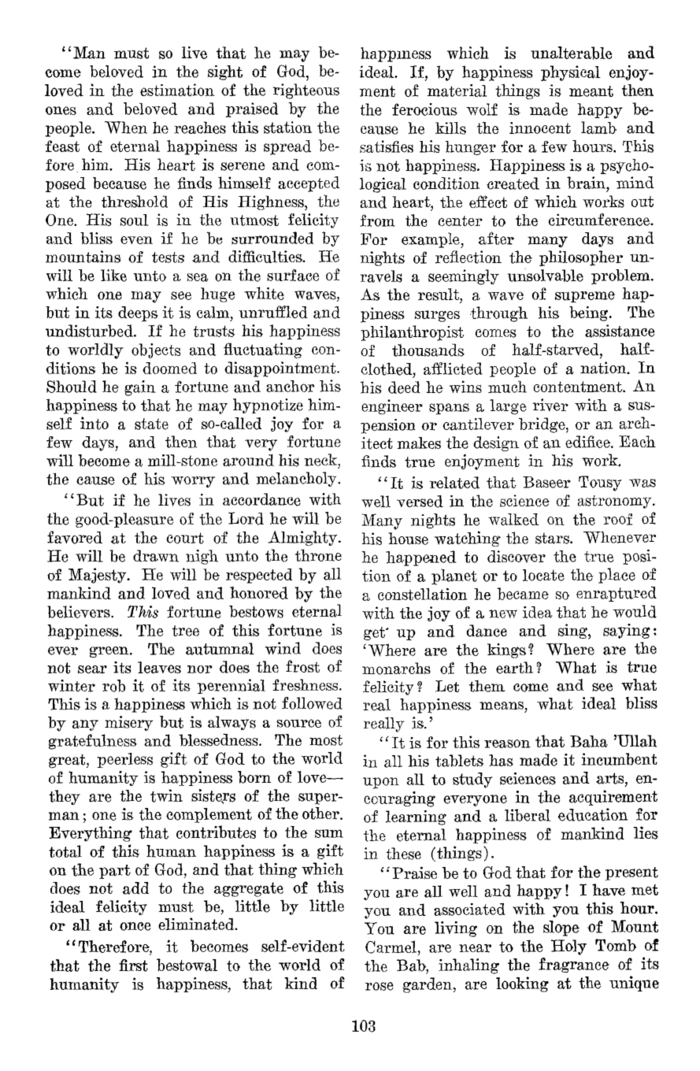 “Man must so live that he may be-
come beloved in the sight of God, be-
loved in the estimation of the righteous
ones and beloved and praised by the
people. When he reaches this station the
feast of eternal happiness is spread be-
fore him. His heart is serene and com-
posed because he finds himself accepted
at the threshold of His Highness, the
One. His soul is in the utmost felicity
and bliss even if he be surrounded by
mountains of tests and difficulties. He
will be like unto a sea on the surface of
which one may see huge white waves,
but in its deeps it is calm, unruffled and
undisturbed. If he trusts his happiness
to worldly objects and fluctuating con-
ditions he is doomed to disappointment.
Should he gain a fortune and anchor his
happiness to that he may hypnotize him-
self into a state of so-called joy for a
few days, and then that very fortune
will become a mill-stone around his neck,
the cause of his worry and melancholy.
“But if he lives in accordance with
the good-pleasure of the Lord he will be
favored at the court of the Almighty.
He will be drawn nigh unto the throne
of Majesty. He will be respected by all
mankind and loved and honored by the
believers. This fortune bestows eternal
happiness. The tree of this fortune is
ever green. The autumnal wind does
not sear its leaves nor does the frost of
winter rob it of its perennial freshness.
This is a happiness which is not followed
by any misery but is always a source of
gratefulness and blessedness. The most
great, peerless gift of God to the world
of humanity is happiness born of love—
they are the twin sisters of the super-
man; one is the complement of the other.
Everything that contributes to the sum
total of this human happiness is a gift
on the part of God, and that thing which
does not add to the aggregate of this
ideal felicity must be, little by little
or all at once eliminated.
“Therefore, it becomes self-evident
that the first bestowal to the world of
humanity is happiness, that kind of
happiness which is unalterable and
ideal. If, by happiness physical enjoy-
ment of material things is meant then
the ferocious wolf is made happy be-
cause he kills the innocent lamb and
satisfies his hunger for a few hours. This
is not happiness. Happiness is a psycho-
logical condition created in brain, mind
and heart, the effect of which works out
from the center to the circumference.
For example, after many days and
nights of reflection the philosopher un-
ravels a seemingly unsolvable problem.
As the result, a wave of supreme hap-
piness surges through his being. The
philanthropist comes to the assistance
of thousands of half-starved, half-
clothed, afflicted people of a nation. In
his deed he wins much contentment. An
engineer spans a large river with a sus-
pension or cantilever bridge, or an arch-
itect makes the design of an edifice. Each
finds true enjoyment in his work.
“It is related that Baseer Tousy was
well versed in the science of astronomy.
Many nights he walked on the roof of
his house watching the stars. Whenever
he happened to discover the true posi-
tion of a planet or to locate the place of
a constellation he became so enraptured
with the joy of a new idea that he would
get up and dance and sing, saying:
‘Where are the kings? Where are the
monarchs of the earth? What is true
felicity? Let them come and see what
real happiness means, what ideal bliss
really is.’
“It is for this reason that Baha ’Ullah
in all his tablets has made it incumbent
upon all to study sciences and arts, en-
couraging everyone in the acquirement
of learning and a liberal education for
the eternal happiness of mankind lies
in these (things).
“Praise be to God that for the present
you are all well and happy! I have met
you and associated with you this hour.
You are living on the slope of Mount
Carmel, are near to the Holy Tomb of
the Bab, inhaling the fragrance of its
rose garden, are looking at the unique
103